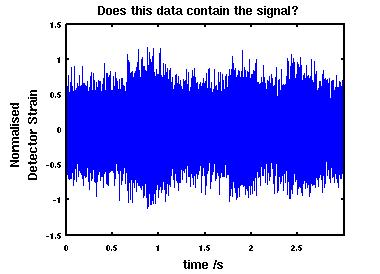 Does this data contain the signal?
1.5
1
0.5
0
-0.5
-1
-1.5
Normalised
Detector Strain
0 0.5 1 1.5 2 2.5
time /s